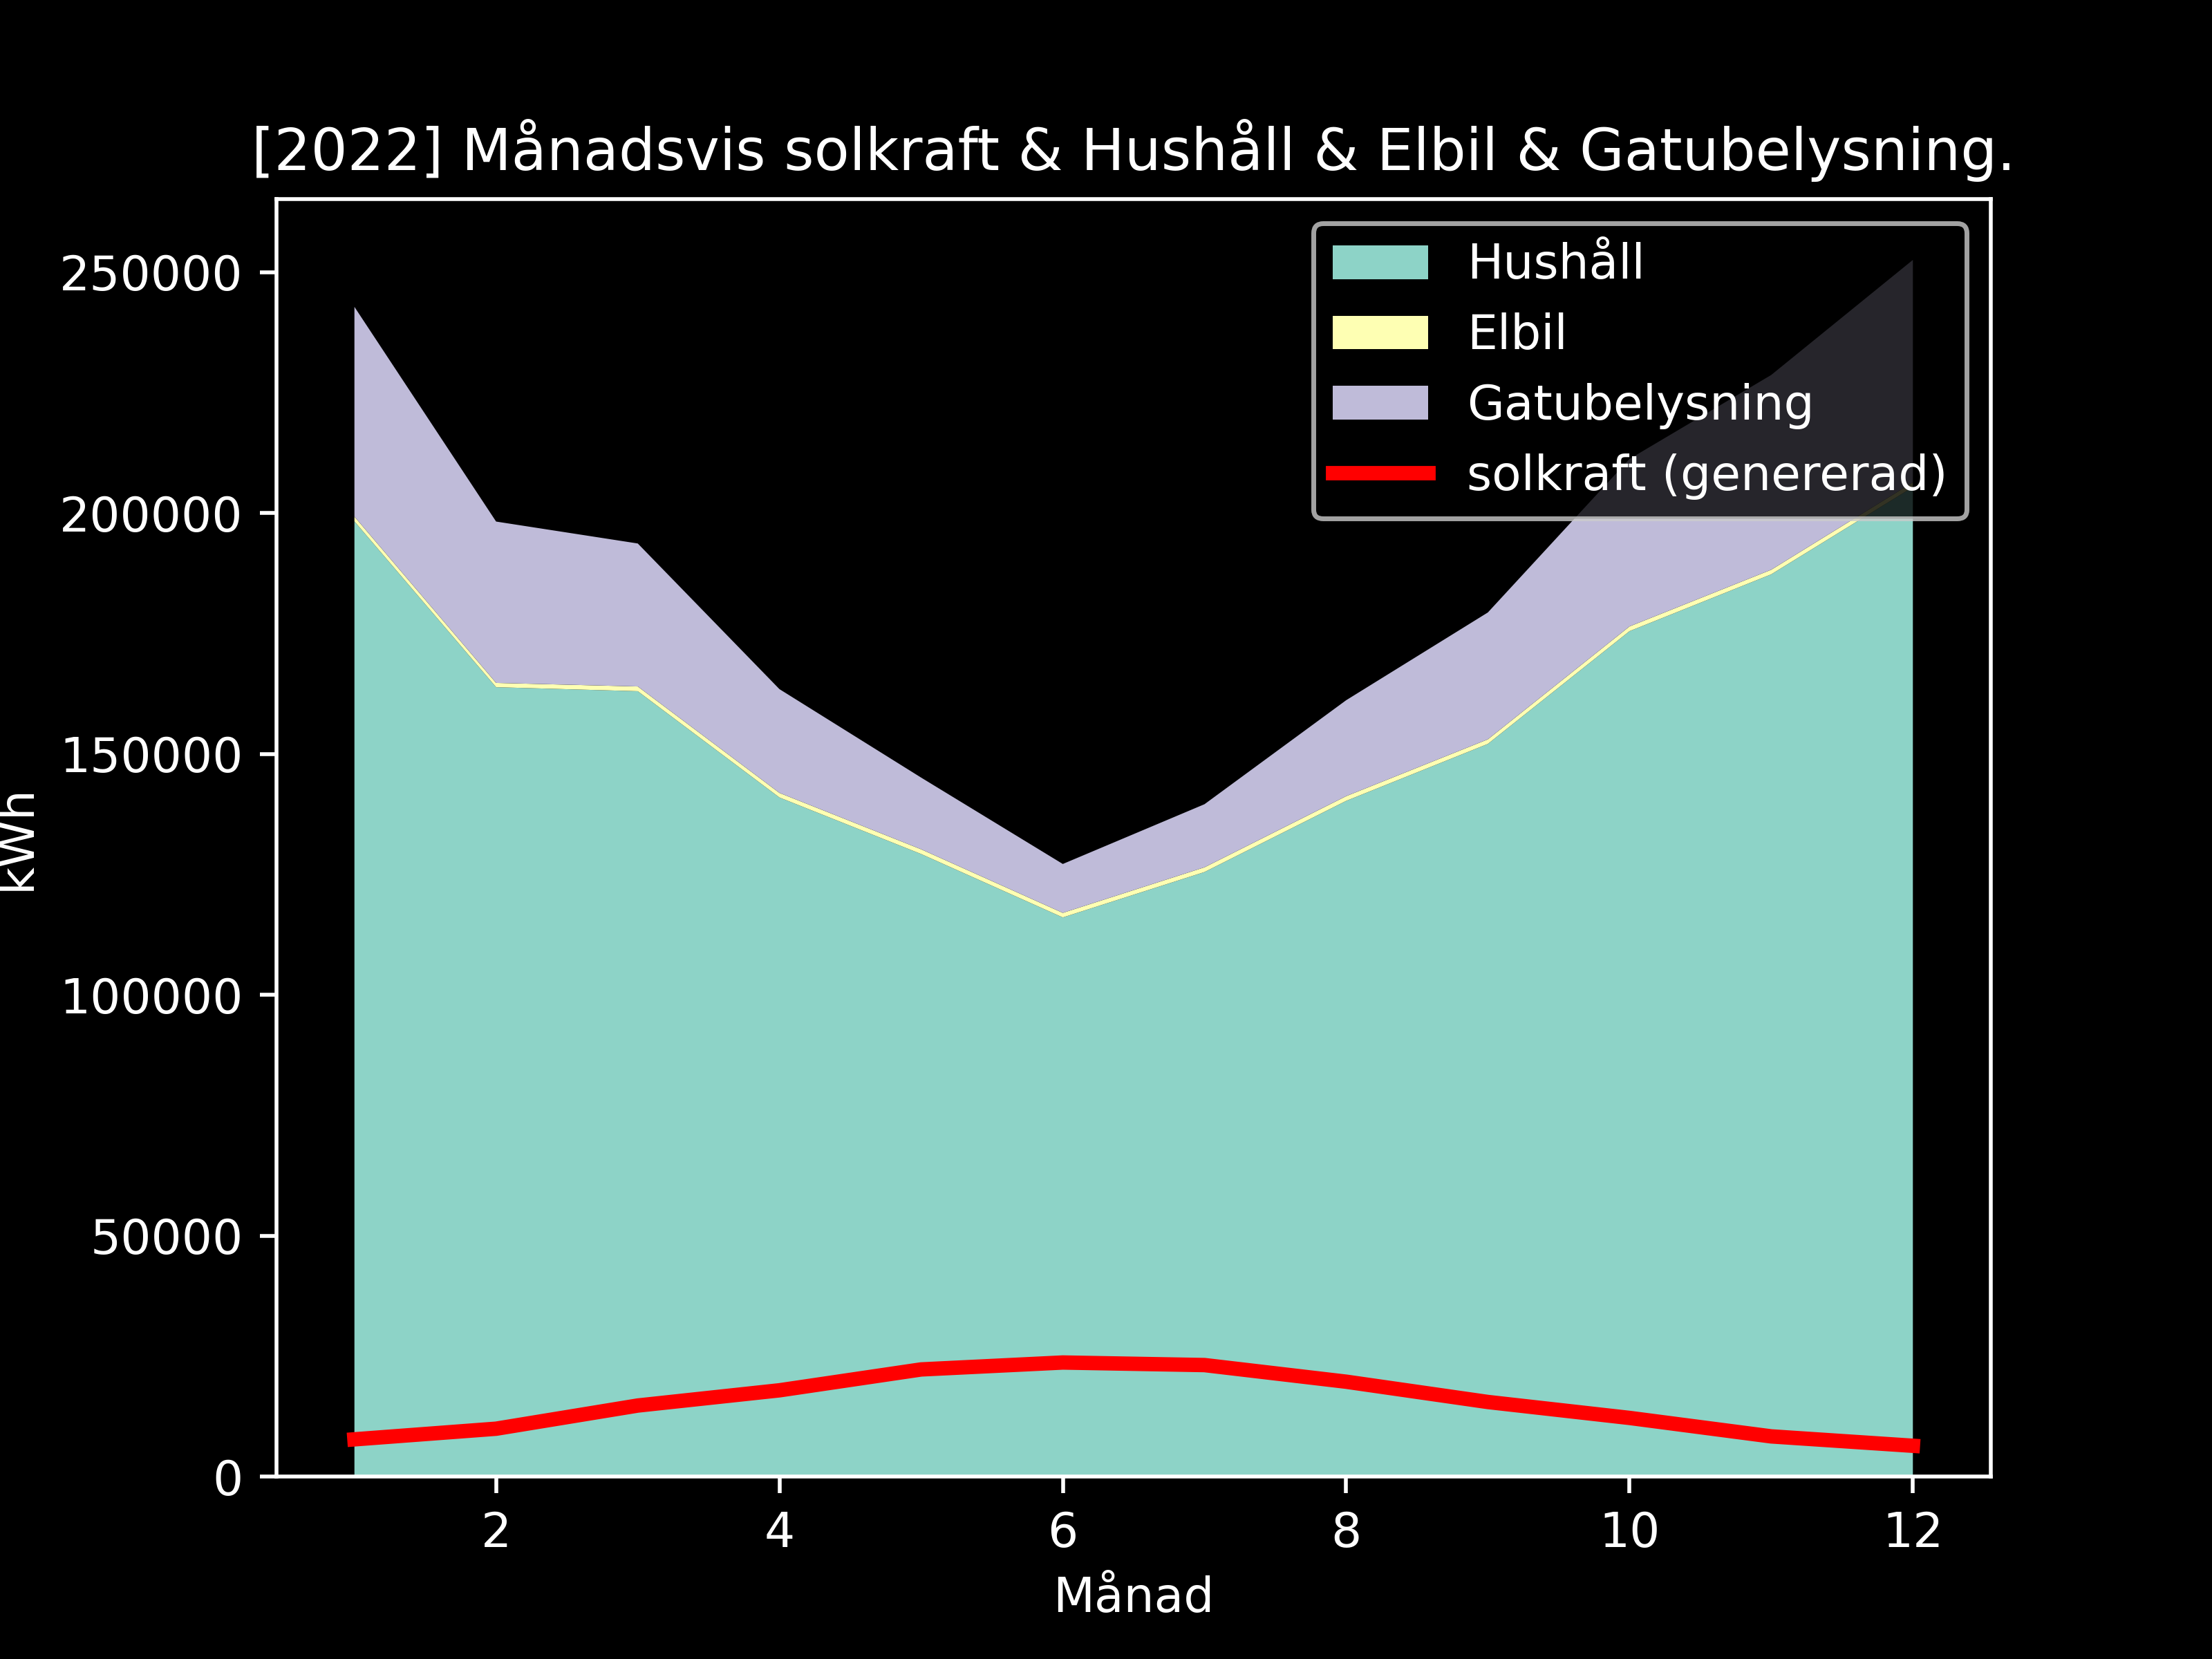 [2022] Månadsvis solkraft & Hushåll & Elbil & Gatubelysning.
Hushåll
Elbil
Gatubelysning
solkraft (genererad)
250000
200000
150000
100000
50000
0
kWh
2 4 6 8 10 12
Månad